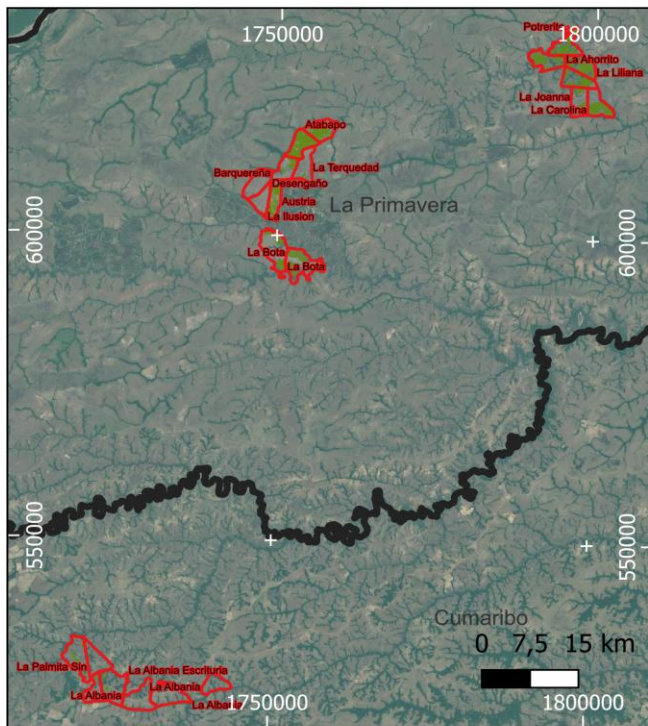 1750000
1800000
Potrerito
La Ahorrito
La Liliana
La Joanna
La Carolina
Atabapo
Barquereña
La Terquedad
Desengaño
Austria
La Primavera
La Ilusion
600000
600000
La Bota
La Bota
550000
550000
Cumaribo
0 7,5 15 km
La Palmita Sin
La Albania Escrituria
La Albania
La Albania
La Albania
1750000
1800000